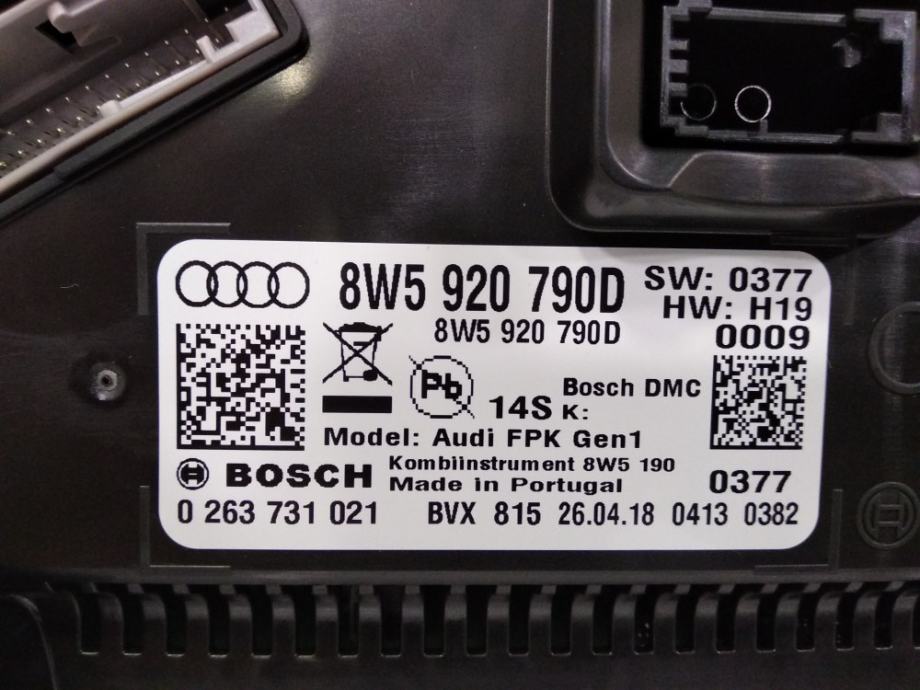 8W5 920 790D SW: 0377
HW: H19
8W5 920 790D 0009
Pb
14S Bosch DMC
K:
Model: Audi FPK Gen1
BOSCH Kombiinstrument 8W5 190
Made in Portugal 0377
0 263 731 021 BVX 815 26.04.18 0413 0382